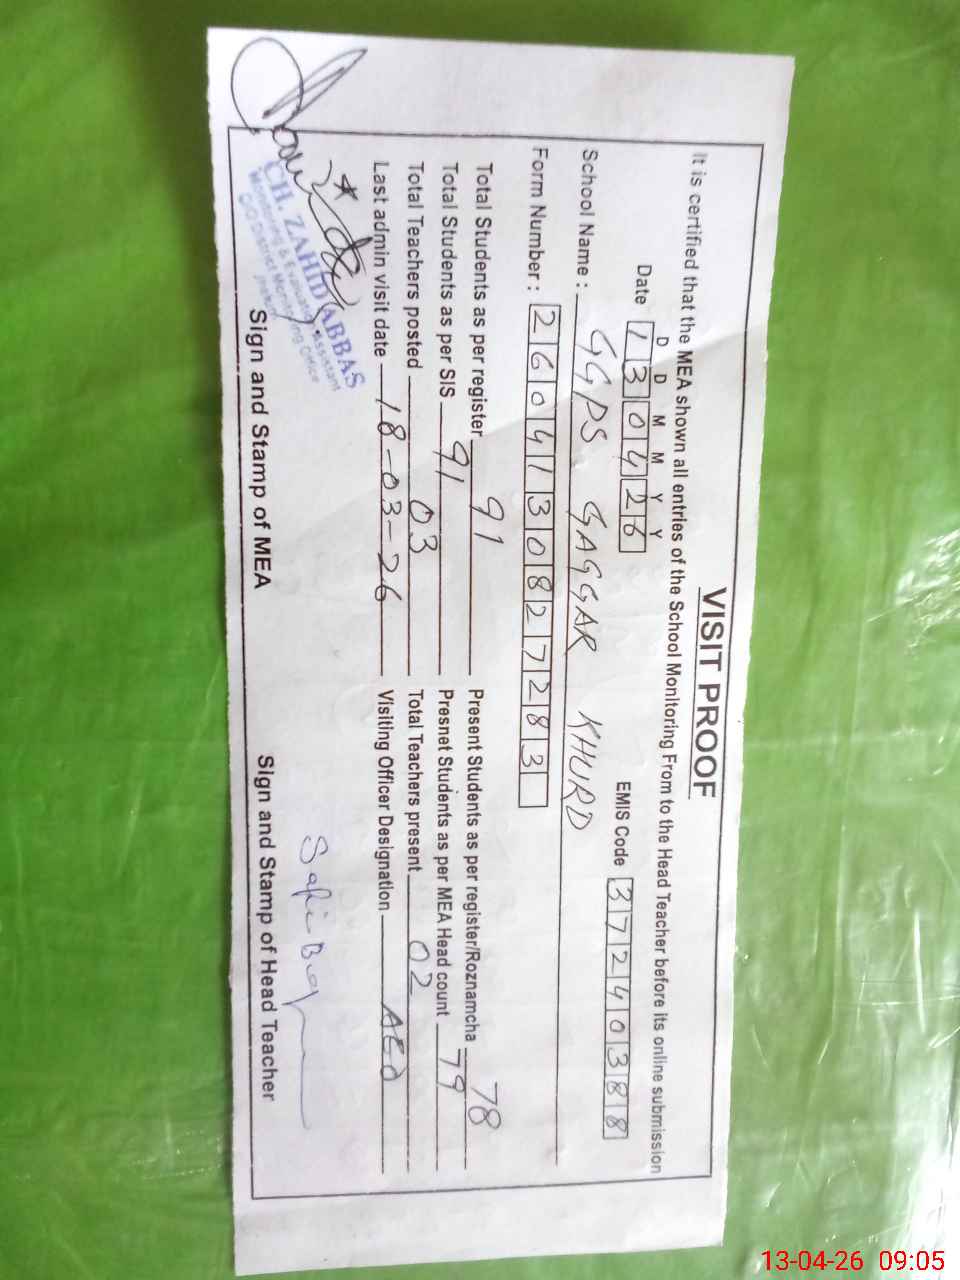 VISIT PROOF
It is certified that the MEA shown all entries of the School Monitoring From to the Head Teacher before its online submission
D D M M Y Y
Date 1 3 0 4 2 6 EMIS Code 3 7 2 4 0 3 8 8
School Name : GGPS GAGGAR KHURD
Form Number : 2 6 0 4 1 3 0 8 2 7 2 8 3
Total Students as per register 91 Present Students as per register/Roznamcha 78
Total Students as per SIS 91 Presnet Students as per MEA Head count 79
Total Teachers posted 03 Total Teachers present 02
Last admin visit date 18-03-26 Visiting Officer Designation AEO
CH. ZAHID ABBAS
Monitoring & Evaluation Assistant
O/O District Monitoring Office
Sign and Stamp of MEA Sign and Stamp of Head Teacher
13-04-26 09:05